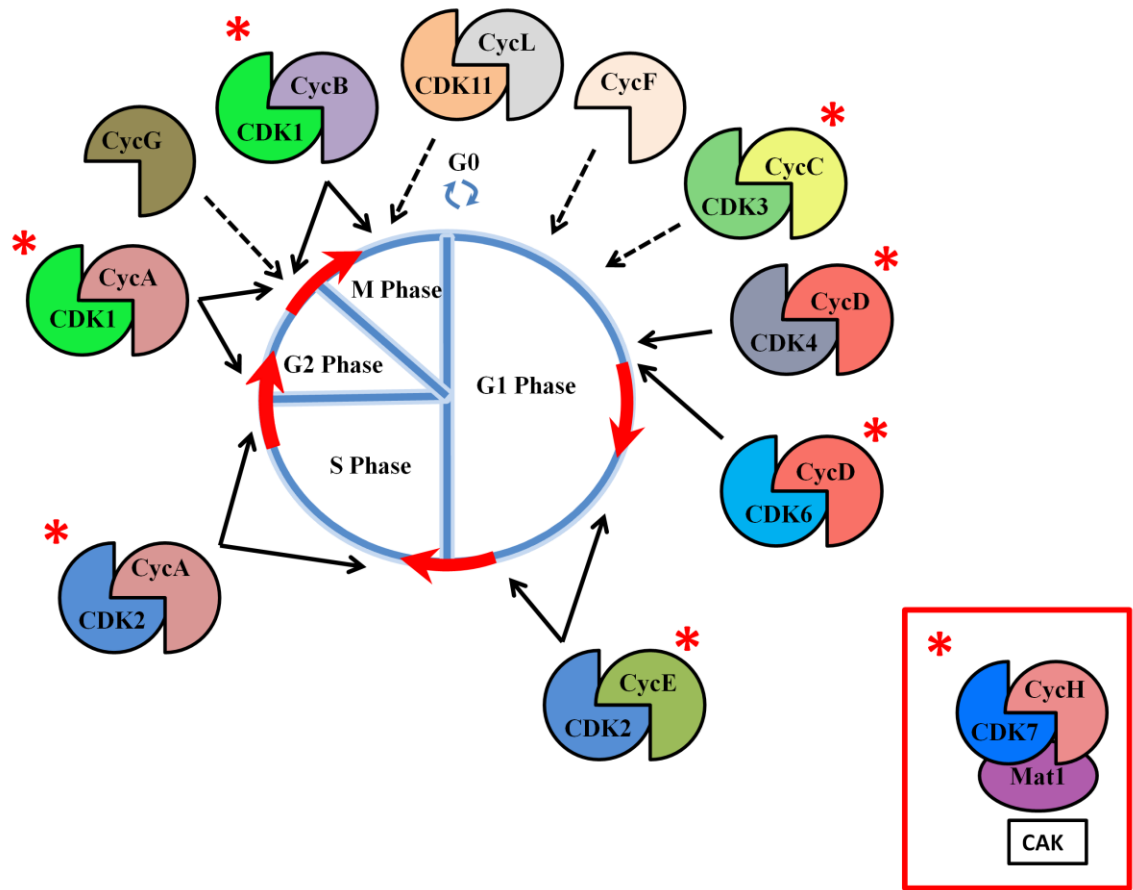 *
CycB
CDK1
CycL
CDK11
CycF
CycG
G0
*
CycC
CDK3
*
CycA
CDK1
M Phase
*
CycD
CDK4
G2 Phase
G1 Phase
S Phase
*
CycD
CDK6
*
CycA
CDK2
*
CycE
CDK2
*
CycH
CDK7
Mat1
CAK